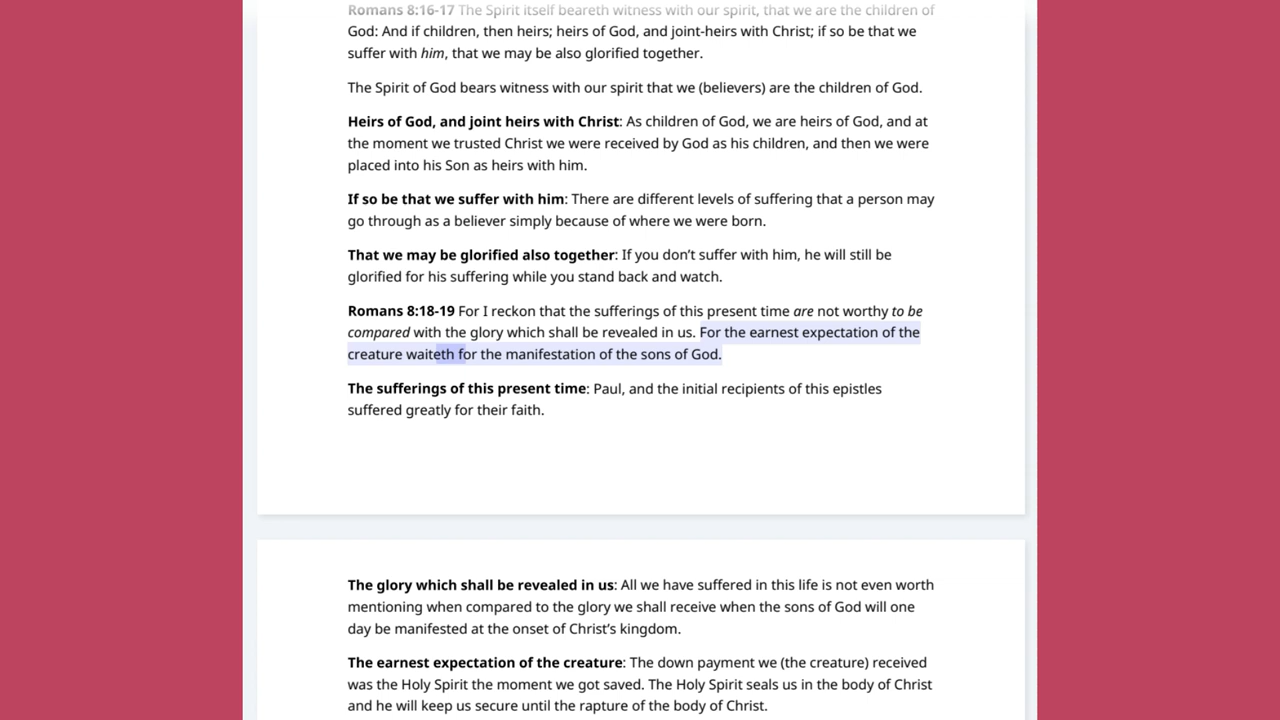 Romans 8:16-17 The Spirit itself beareth witness with our spirit, that we are the children of
God: And if children, then heirs; heirs of God, and joint-heirs with Christ; if so be that we
suffer with him, that we may be also glorified together.
The Spirit of God bears witness with our spirit that we (believers) are the children of God.
Heirs of God, and joint heirs with Christ: As children of God, we are heirs of God, and at
the moment we trusted Christ we were received by God as his children, and then we were
placed into his Son as heirs with him.
If so be that we suffer with him: There are different levels of suffering that a person may
go through as a believer simply because of where we were born.
That we may be glorified also together: If you don’t suffer with him, he will still be
glorified for his suffering while you stand back and watch.
Romans 8:18-19 For I reckon that the sufferings of this present time are not worthy to be
compared with the glory which shall be revealed in us. For the earnest expectation of the
creature waiteth for the manifestation of the sons of God.
The sufferings of this present time: Paul, and the initial recipients of this epistles
suffered greatly for their faith.
The glory which shall be revealed in us: All we have suffered in this life is not even worth
mentioning when compared to the glory we shall receive when the sons of God will one
day be manifested at the onset of Christ’s kingdom.
The earnest expectation of the creature: The down payment we (the creature) received
was the Holy Spirit the moment we got saved. The Holy Spirit seals us in the body of Christ
and he will keep us secure until the rapture of the body of Christ.